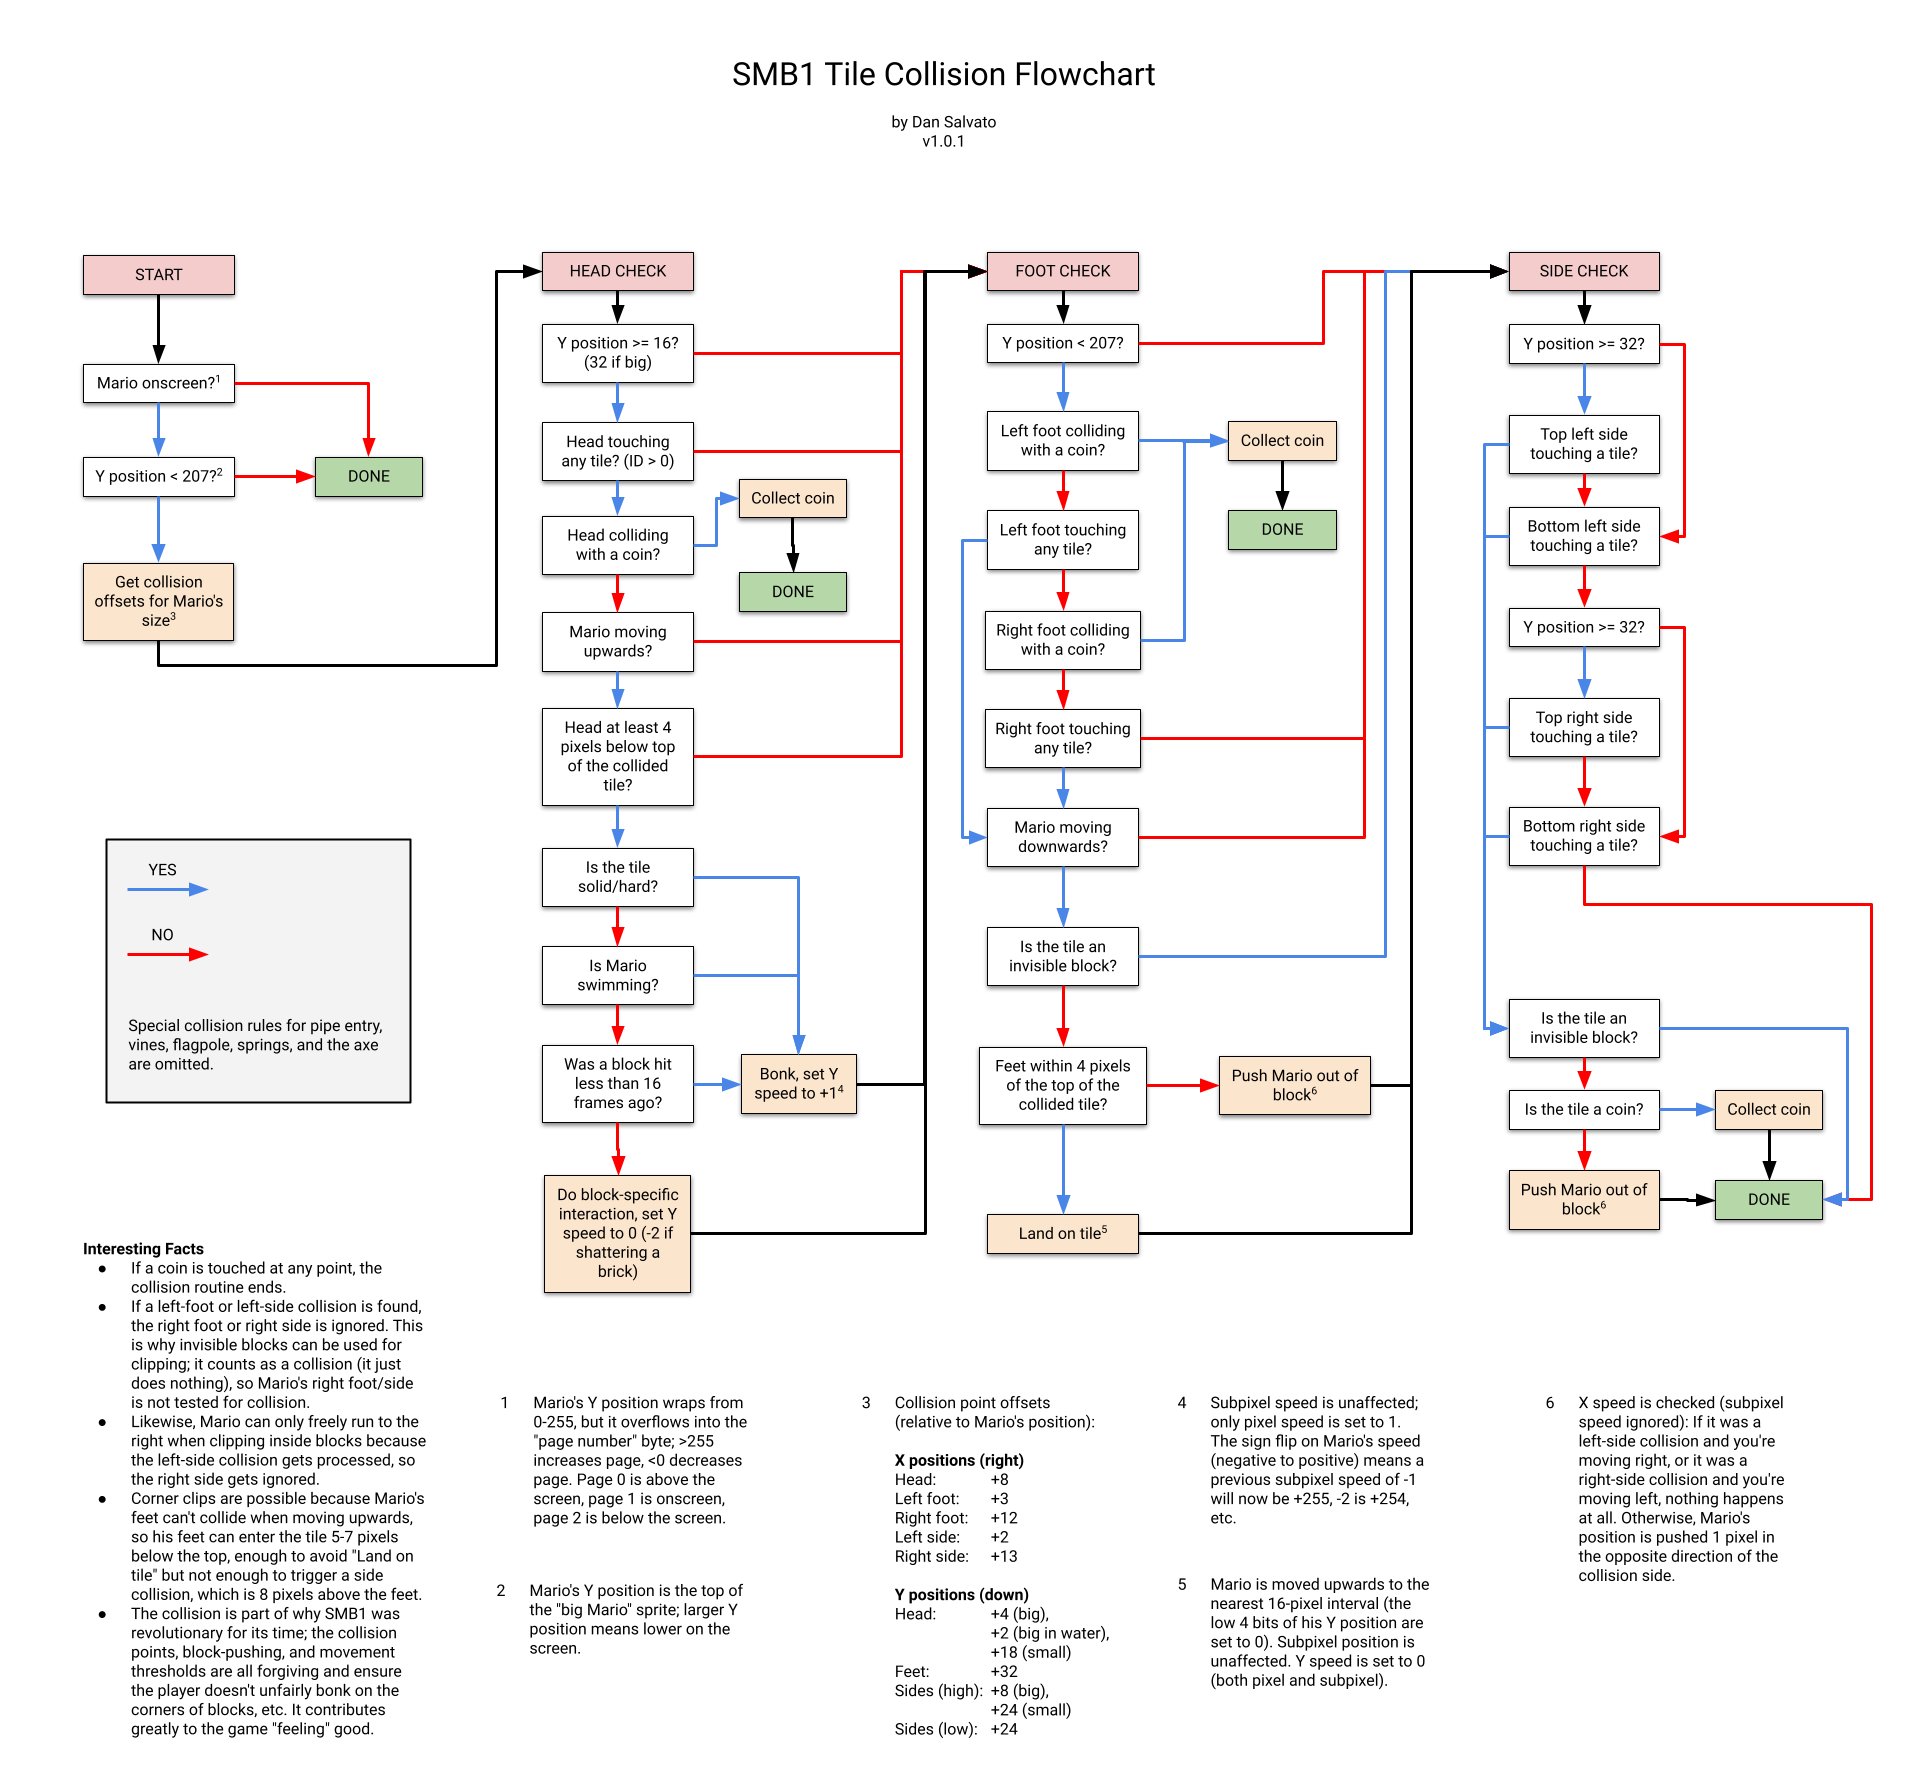 SMB1 Tile Collision Flowchart
by Dan Salvato
v1.0.1
START
Mario onscreen?1
Y position < 207?2
DONE
Get collision
offsets for Mario's
size3
HEAD CHECK
Y position >= 16?
(32 if big)
Head touching
any tile? (ID > 0)
Head colliding
with a coin?
Collect coin
DONE
Mario moving
upwards?
Head at least 4
pixels below top
of the collided
tile?
Is the tile
solid/hard?
Is Mario
swimming?
Was a block hit
less than 16
frames ago?
Bonk, set Y
speed to +14
Do block-specific
interaction, set Y
speed to 0 (-2 if
shattering a
brick)
FOOT CHECK
Y position < 207?
Left foot colliding
with a coin?
Collect coin
DONE
Left foot touching
any tile?
Right foot colliding
with a coin?
Right foot touching
any tile?
Mario moving
downwards?
Is the tile an
invisible block?
Feet within 4 pixels
of the top of the
collided tile?
Push Mario out of
block6
Land on tile5
SIDE CHECK
Y position >= 32?
Top left side
touching a tile?
Bottom left side
touching a tile?
Y position >= 32?
Top right side
touching a tile?
Bottom right side
touching a tile?
Is the tile an
invisible block?
Is the tile a coin?
Collect coin
Push Mario out of
block6
DONE
YES
NO
Special collision rules for pipe entry,
vines, flagpole, springs, and the axe
are omitted.
Interesting Facts
● If a coin is touched at any point, the
collision routine ends.
● If a left-foot or left-side collision is found,
the right foot or right side is ignored. This
is why invisible blocks can be used for
clipping; it counts as a collision (it just
does nothing), so Mario's right foot/side
is not tested for collision.
● Likewise, Mario can only freely run to the
right when clipping inside blocks because
the left-side collision gets processed, so
the right side gets ignored.
● Corner clips are possible because Mario's
feet can't collide when moving upwards,
so his feet can enter the tile 5-7 pixels
below the top, enough to avoid "Land on
tile" but not enough to trigger a side
collision, which is 8 pixels above the feet.
● The collision is part of why SMB1 was
revolutionary for its time; the collision
points, block-pushing, and movement
thresholds are all forgiving and ensure
the player doesn't unfairly bonk on the
corners of blocks, etc. It contributes
greatly to the game "feeling" good.
1 Mario's Y position wraps from
0-255, but it overflows into the
"page number" byte; >255
increases page, <0 decreases
page. Page 0 is above the
screen, page 1 is onscreen,
page 2 is below the screen.
2 Mario's Y position is the top of
the "big Mario" sprite; larger Y
position means lower on the
screen.
3 Collision point offsets
(relative to Mario's position):
X positions (right)
Head: +8
Left foot: +3
Right foot: +12
Left side: +2
Right side: +13
Y positions (down)
Head: +4 (big),
+2 (big in water),
+18 (small)
Feet: +32
Sides (high): +8 (big),
+24 (small)
Sides (low): +24
4 Subpixel speed is unaffected;
only pixel speed is set to 1.
The sign flip on Mario's speed
(negative to positive) means a
previous subpixel speed of -1
will now be +255, -2 is +254,
etc.
5 Mario is moved upwards to the
nearest 16-pixel interval (the
low 4 bits of his Y position are
set to 0). Subpixel position is
unaffected. Y speed is set to 0
(both pixel and subpixel).
6 X speed is checked (subpixel
speed ignored): If it was a
left-side collision and you're
moving right, or it was a
right-side collision and you're
moving left, nothing happens
at all. Otherwise, Mario's
position is pushed 1 pixel in
the opposite direction of the
collision side.